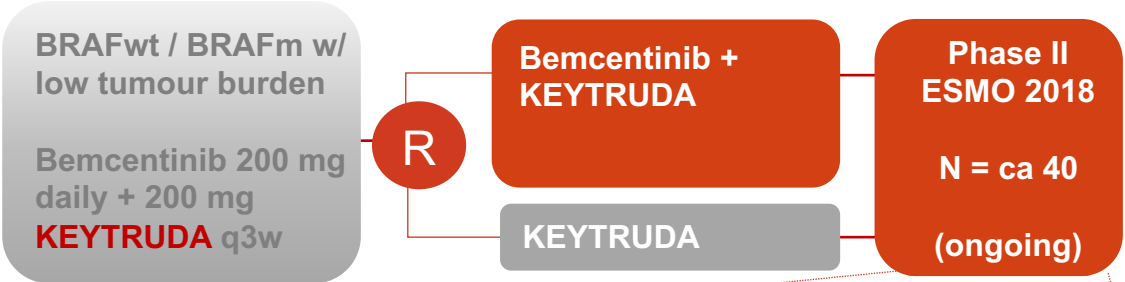 BRAFwt / BRAFm w/
low tumour burden
Bemcentinib 200 mg
daily + 200 mg
KEYTRUDA q3w
R
Bemcentinib +
KEYTRUDA
KEYTRUDA
Phase II
ESMO 2018
N = ca 40
(ongoing)